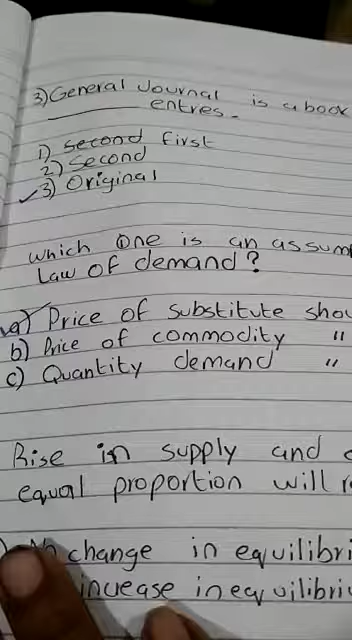 3) General Journal is a book
______ entres.
1) second first
2) Second
3) Original
which One is an assum
Law of demand?
a) Price of substitute shou
b) Price of commodity "
c) Quantity demand "
Rise in supply and
equal proportion will r
change in equilibri
increase in equilibriu